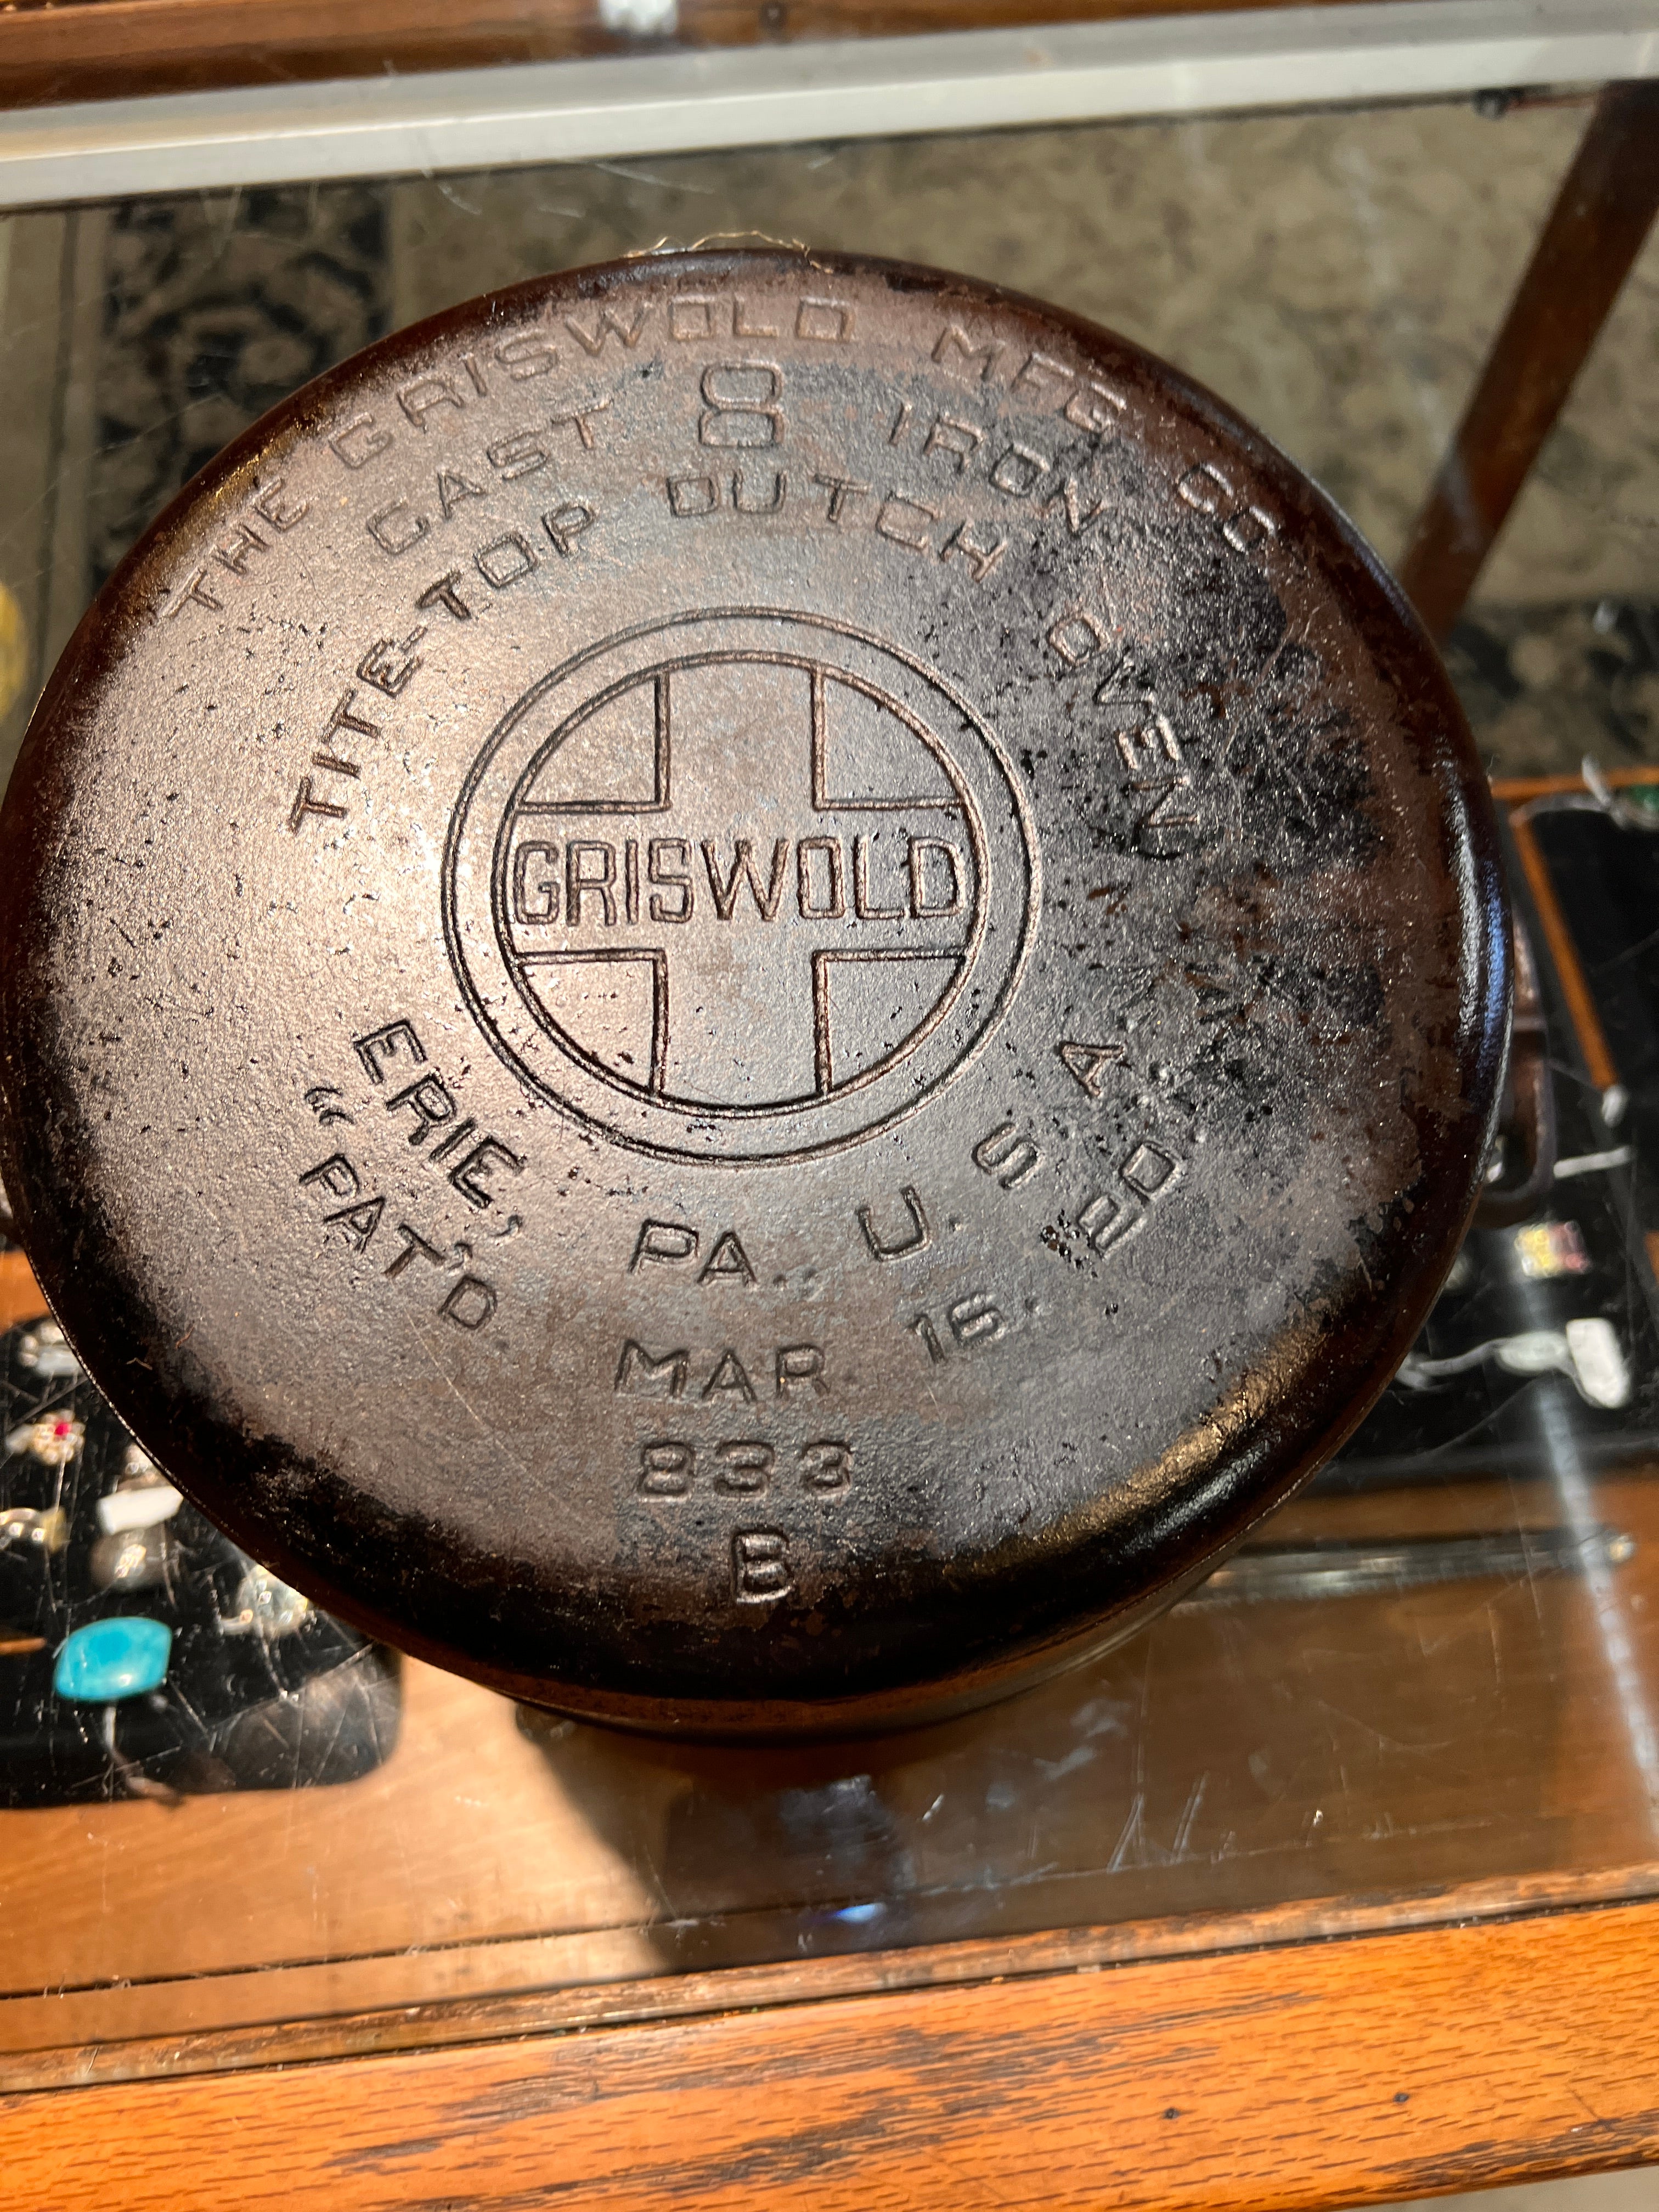 THE GRISWOLD MFG. CO.
CAST 8 IRON
TITE-TOP DUTCH OVEN
GRISWOLD
ERIE, PA. U. S. A.
"PAT'D MAR. 16. 20."
833
B